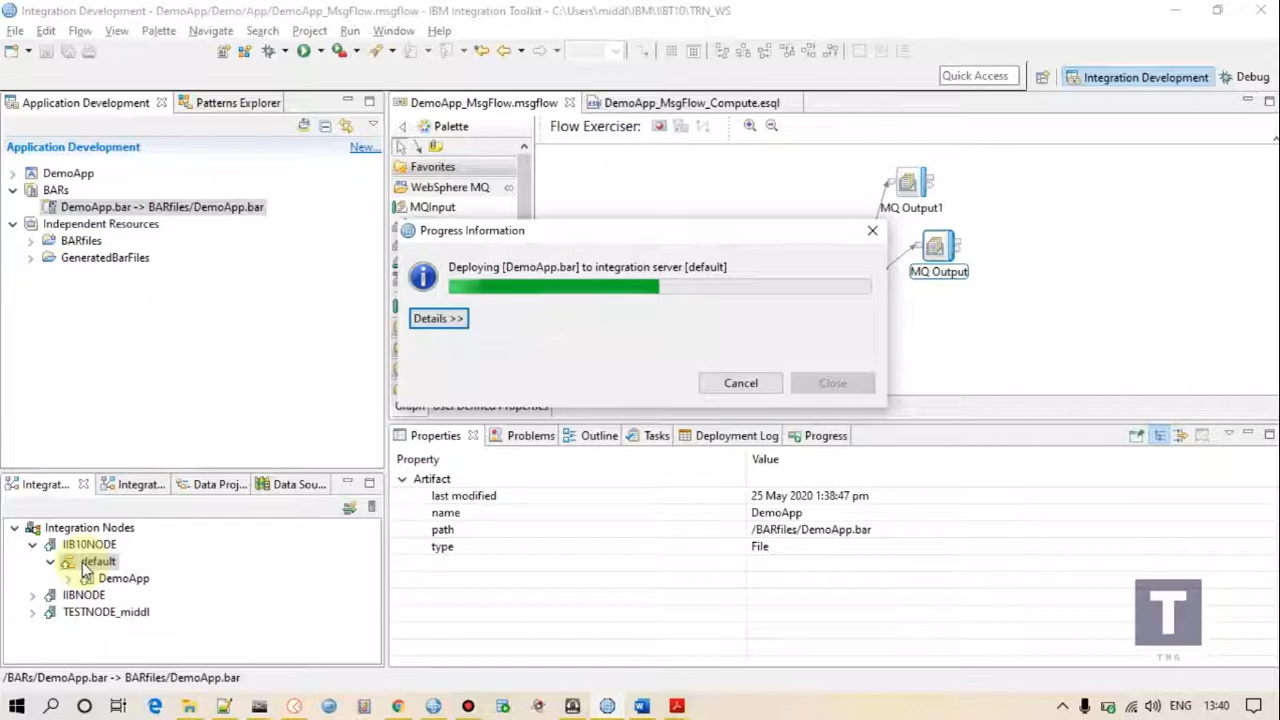 Integration Development - DemoApp/Demo/App/DemoApp_MsgFlow.msgflow - IBM Integration Toolkit - C:\Users\middl\IBM\IIBT10\TRN_WS
File Edit Flow View Palette Navigate Search Project Run Window Help
Quick Access
Integration Development
Debug
Application Development
Patterns Explorer
Application Development
New...
DemoApp
BARs
DemoApp.bar -> BARfiles/DemoApp.bar
Independent Resources
BARfiles
GeneratedBarFiles
DemoApp_MsgFlow.msgflow
DemoApp_MsgFlow_Compute.esql
Palette
Flow Exerciser:
Favorites
WebSphere MQ
MQInput
MQ Output1
MQ Output
Progress Information
Deploying [DemoApp.bar] to integration server [default]
Details >>
Cancel
Close
Graph User Defined Properties
Integrat...
Integrat...
Data Proj...
Data Sou...
Integration Nodes
IIB10NODE
default
DemoApp
IIBNODE
TESTNODE_middl
Properties
Problems
Outline
Tasks
Deployment Log
Progress
Property Value
Artifact
last modified 25 May 2020 1:38:47 pm
name DemoApp
path /BARfiles/DemoApp.bar
type File
T
TMG
/BARs/DemoApp.bar -> BARfiles/DemoApp.bar
ENG
13:40